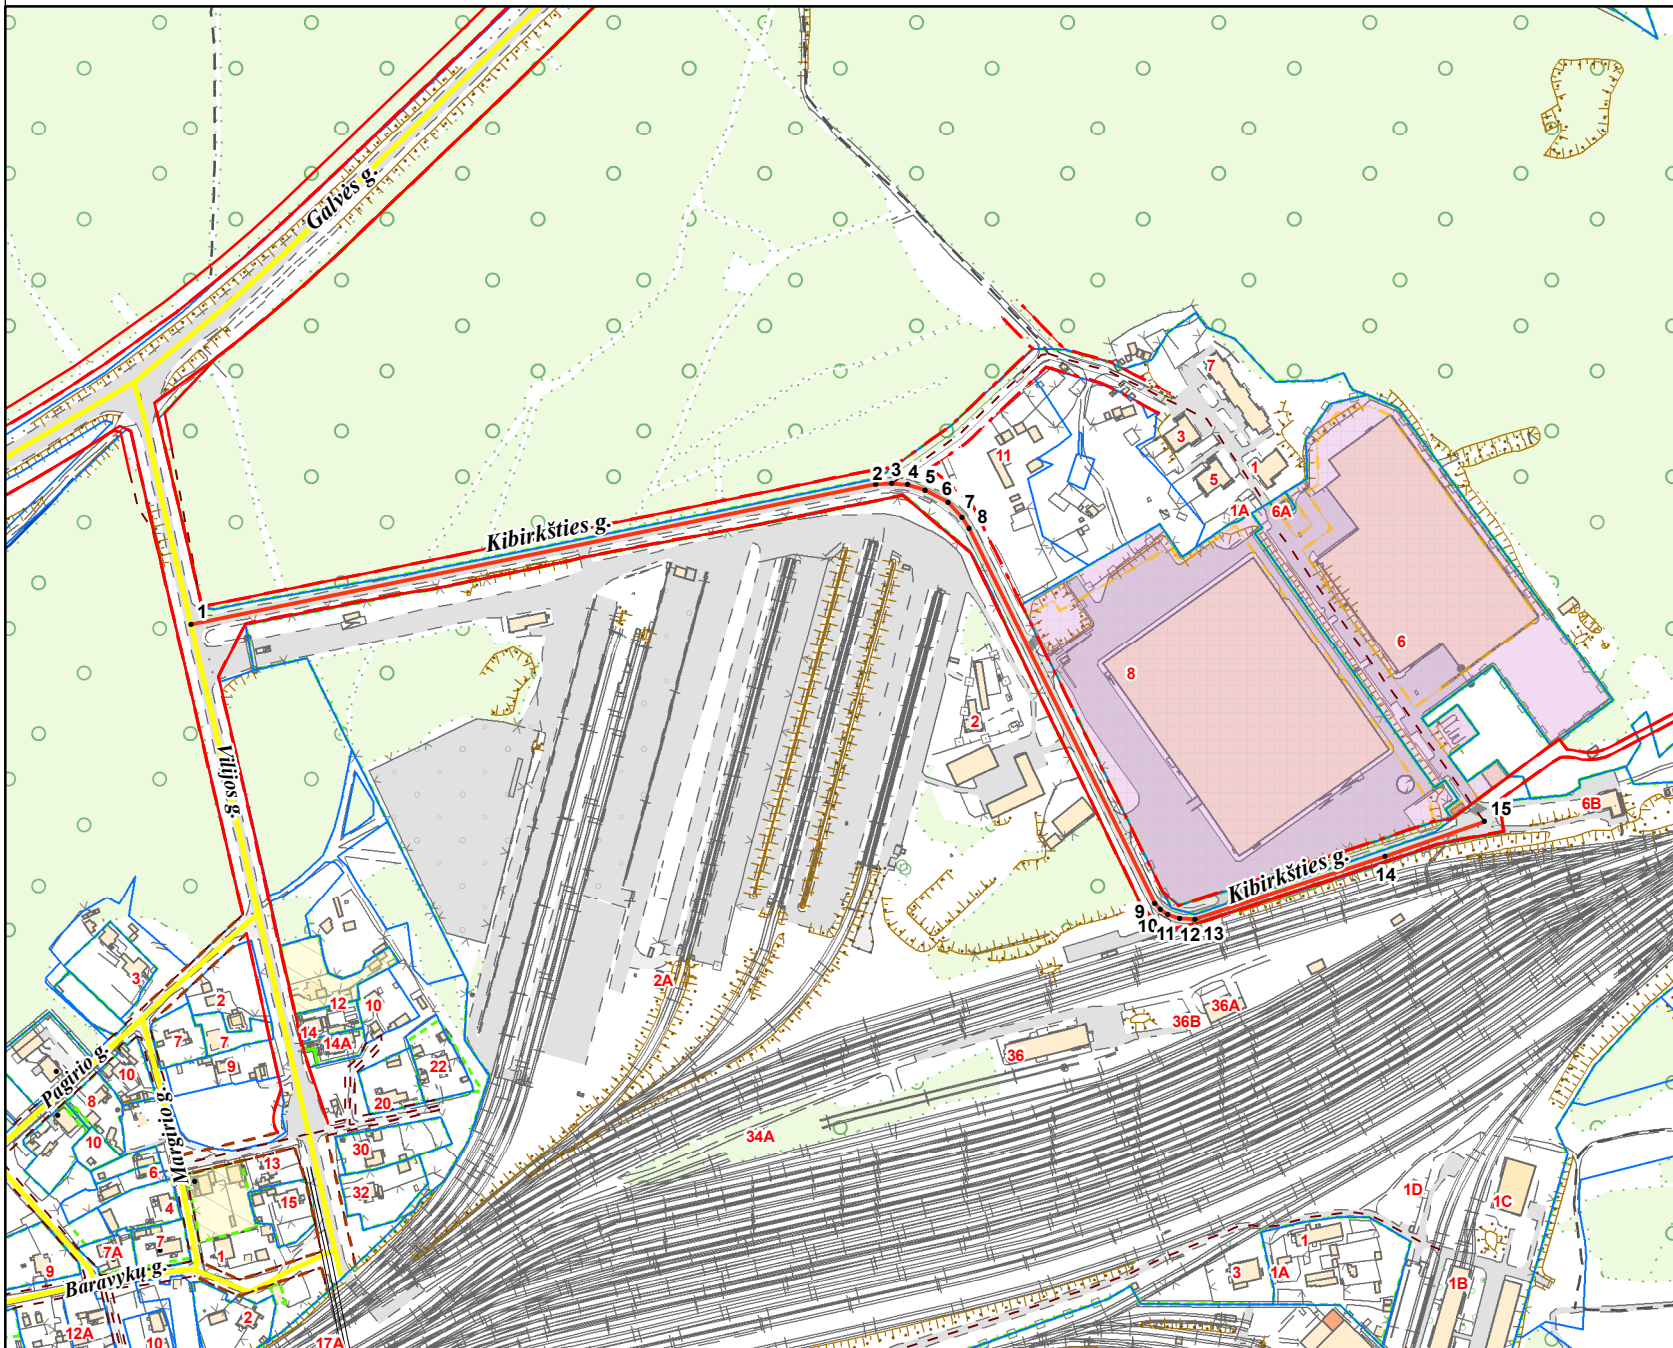 Galvės g.
7
3
11
1
5
1A
6A
2 3 4 5
6
7
8
Kibirkšties g.
1
6
8
2
15
6B
Vilijos g.
Kibirkšties g.
14
9
10
11 12 13
3
2
12
10
2A
36A
36B
14
14A
7
7
9
36
22
10
Pagirio g.
8
20
10
Margirio g.
34A
30
6
13
32
15
4
1D
1C
7
7A
1
9
Baravykų g.
1
3
1A
1B
2
12A
10
17A